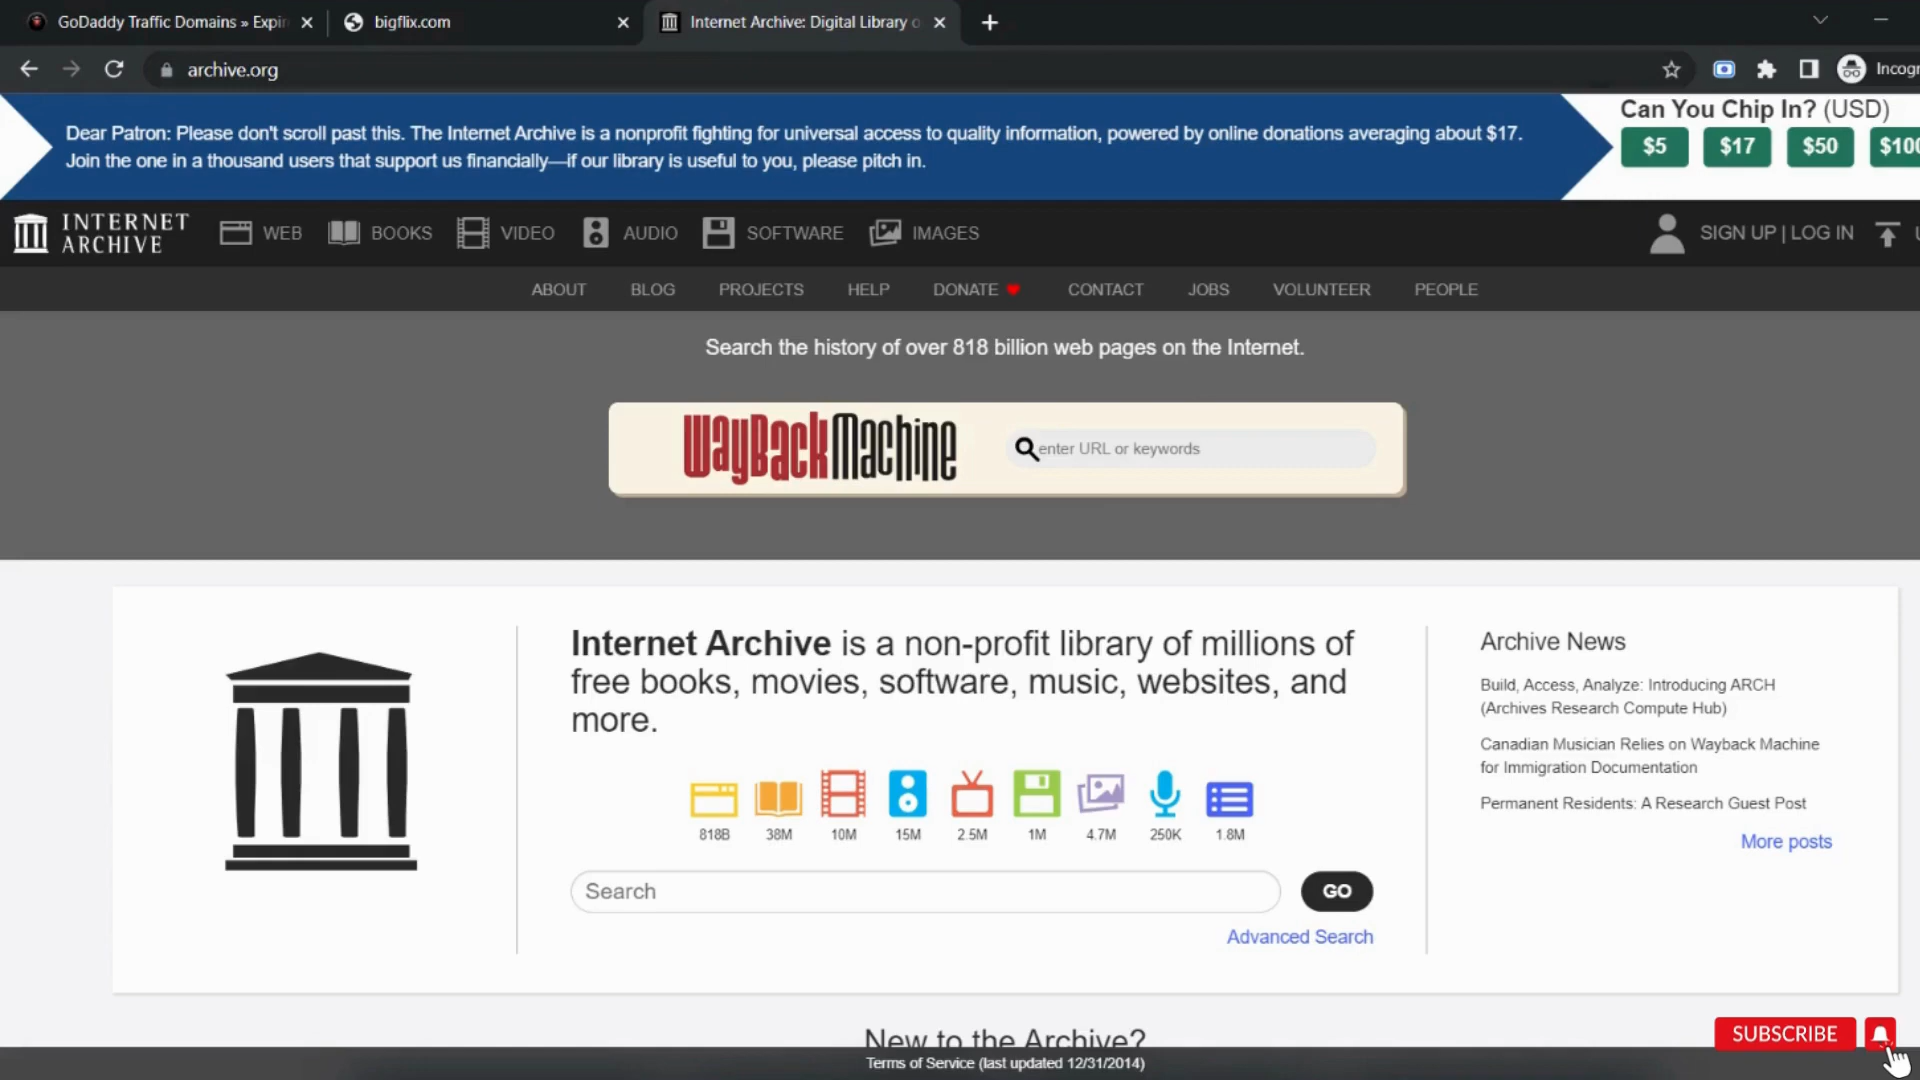 GoDaddy Traffic Domains » Expir
bigflix.com
Internet Archive: Digital Library o
archive.org
Incogn
Dear Patron: Please don't scroll past this. The Internet Archive is a nonprofit fighting for universal access to quality information, powered by online donations averaging about $17.
Join the one in a thousand users that support us financially—if our library is useful to you, please pitch in.
Can You Chip In? (USD)
$5 $17 $50 $100
INTERNET
ARCHIVE
WEB BOOKS VIDEO AUDIO SOFTWARE IMAGES
SIGN UP | LOG IN U
ABOUT BLOG PROJECTS HELP DONATE CONTACT JOBS VOLUNTEER PEOPLE
Search the history of over 818 billion web pages on the Internet.
WayBackMachine
enter URL or keywords
Internet Archive is a non-profit library of millions of
free books, movies, software, music, websites, and
more.
818B 38M 10M 15M 2.5M 1M 4.7M 250K 1.8M
Search
GO
Advanced Search
Archive News
Build, Access, Analyze: Introducing ARCH
(Archives Research Compute Hub)
Canadian Musician Relies on Wayback Machine
for Immigration Documentation
Permanent Residents: A Research Guest Post
More posts
New to the Archive?
SUBSCRIBE
Terms of Service (last updated 12/31/2014)